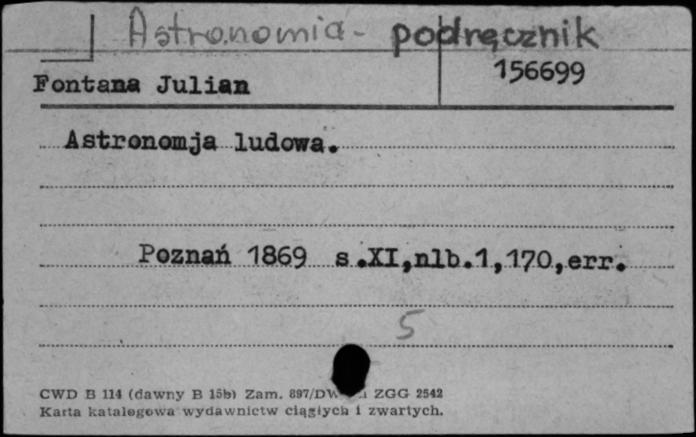 Astronomia - podręcznik
156699
Fontana Julian
Astronomja ludowa.
Poznań 1869 s.XI,nlb.1,170,err.
5
CWD B 114 (dawny B 15b) Zam. 897/DW ZGG 2542
Karta katalogowa wydawnictw ciągłych i zwartych.